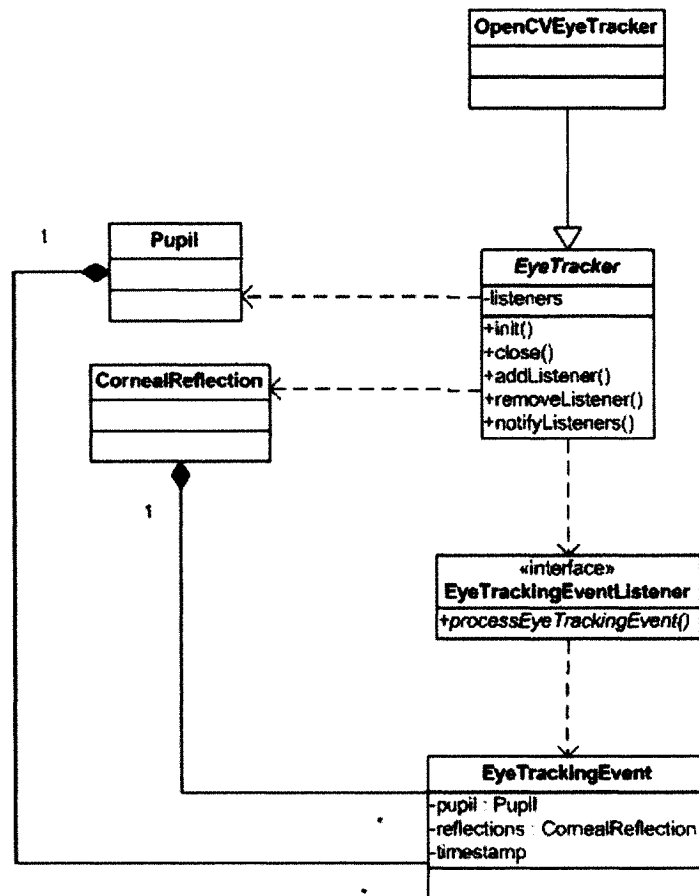 OpenCVEyeTracker
1
Pupil
EyeTracker
-listeners
+init()
+close()
+addListener()
+removeListener()
+notifyListeners()
CornealReflection
1
«interface»
EyeTrackingEventListener
+processEyeTrackingEvent()
EyeTrackingEvent
-pupil : Pupil
-reflections : CornealReflection
-timestamp